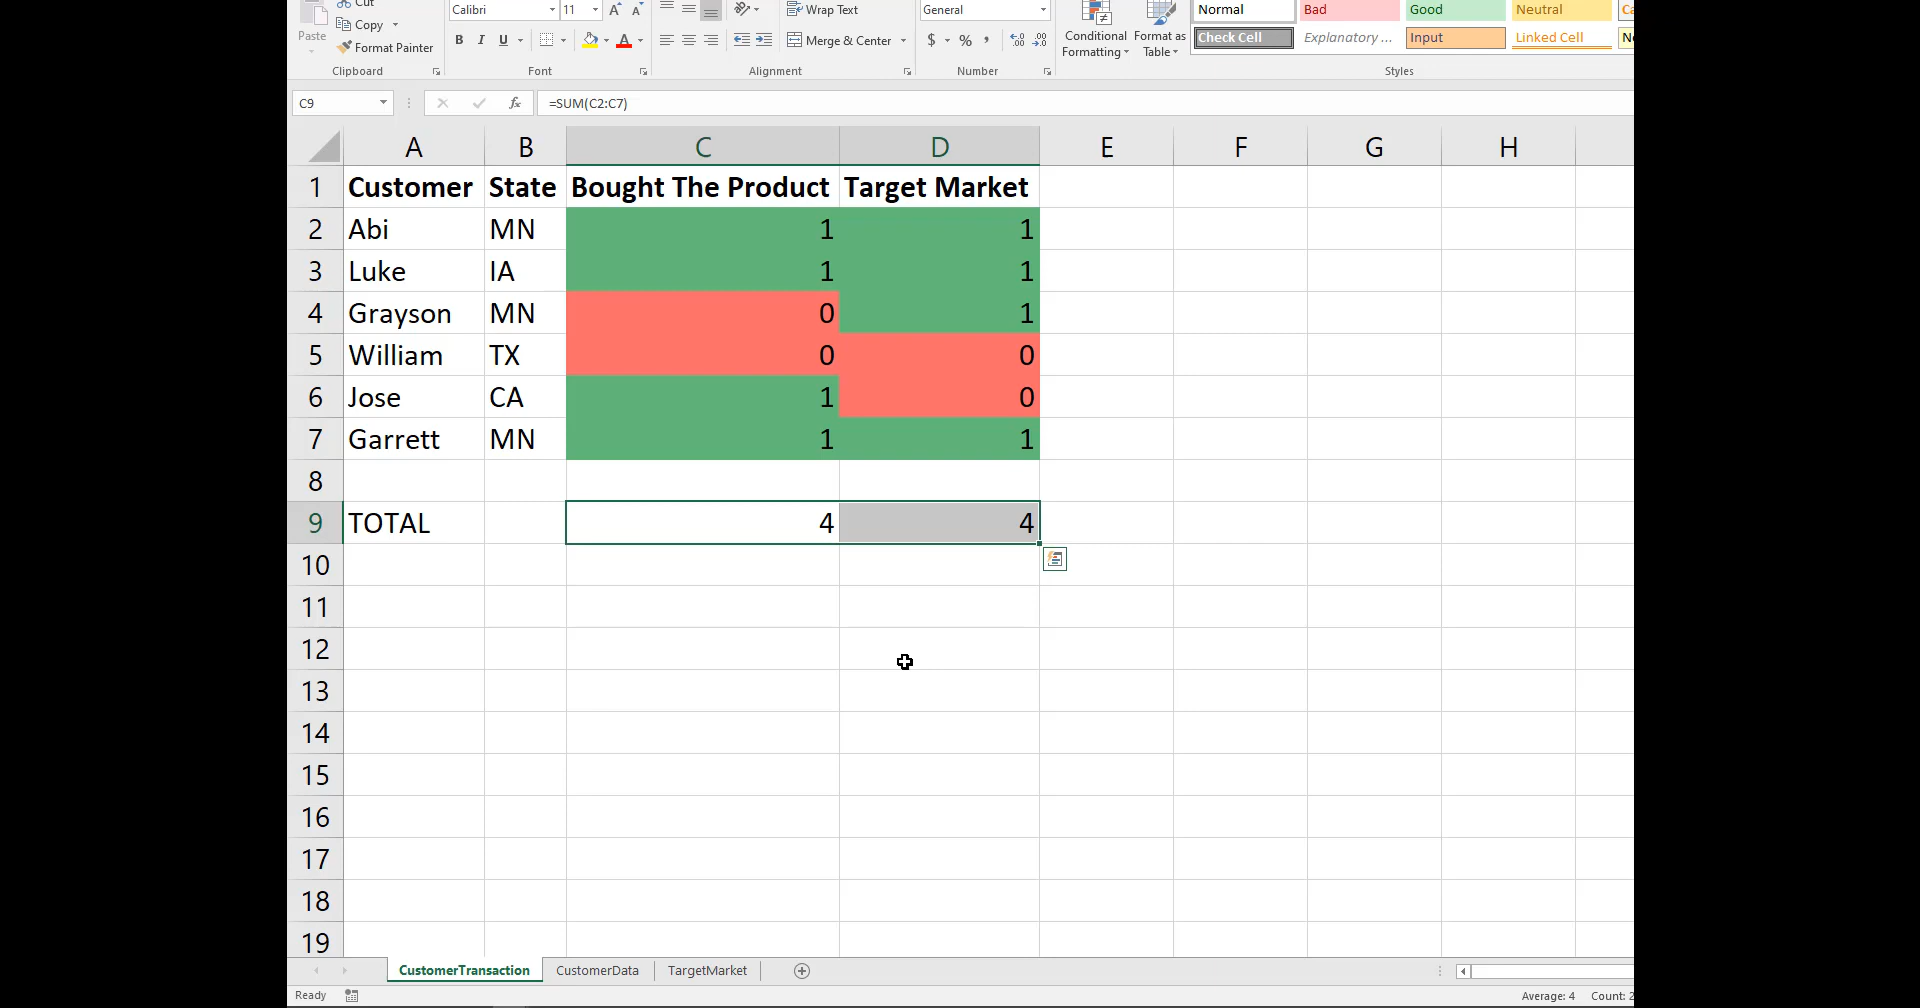 Cut
Calibri 11
Wrap Text
General
Normal Bad Good Neutral
Paste
Copy
Format Painter
B I U
Merge & Center
$ % ,
Conditional Formatting
Format as Table
Check Cell Explanatory ... Input Linked Cell
Clipboard Font Alignment Number Styles
C9 fx =SUM(C2:C7)
A B C D E F G H
1 Customer State Bought The Product Target Market
2 Abi MN 1 1
3 Luke IA 1 1
4 Grayson MN 0 1
5 William TX 0 0
6 Jose CA 1 0
7 Garrett MN 1 1
8
9 TOTAL 4 4
10
11
12
13
14
15
16
17
18
19
CustomerTransaction CustomerData TargetMarket
Ready Average: 4 Count: